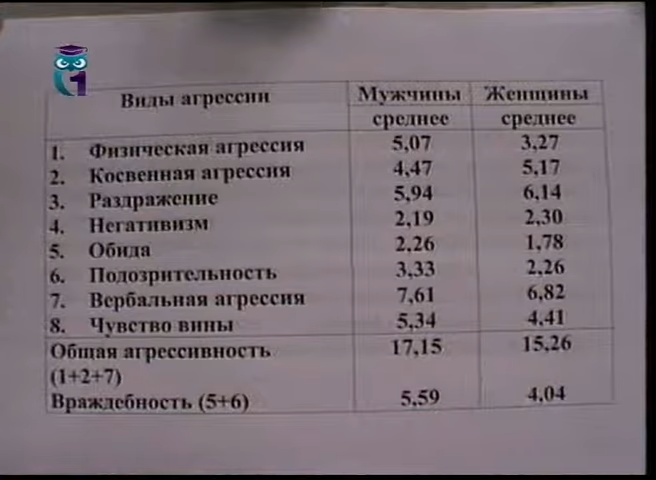 1
Виды агрессии Мужчины Женщины
среднее среднее
1. Физическая агрессия 5,07 3,27
2. Косвенная агрессия 4,47 5,17
3. Раздражение 5,94 6,14
4. Негативизм 2,19 2,30
5. Обида 2,26 1,78
6. Подозрительность 3,33 2,26
7. Вербальная агрессия 7,61 6,82
8. Чувство вины 5,34 4,41
Общая агрессивность 17,15 15,26
(1+2+7)
Враждебность (5+6) 5,59 4,04